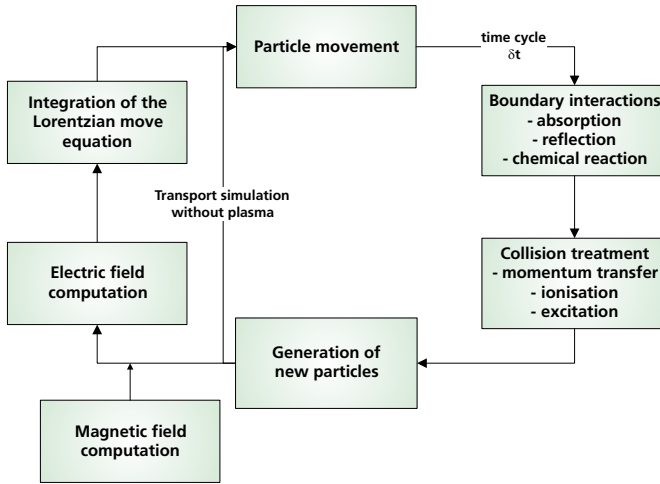 Particle movement
time cycle
δt
Integration of the
Lorentzian move
equation
Boundary interactions
- absorption
- reflection
- chemical reaction
Transport simulation
without plasma
Electric field
computation
Collision treatment
- momentum transfer
- ionisation
- excitation
Generation of
new particles
Magnetic field
computation